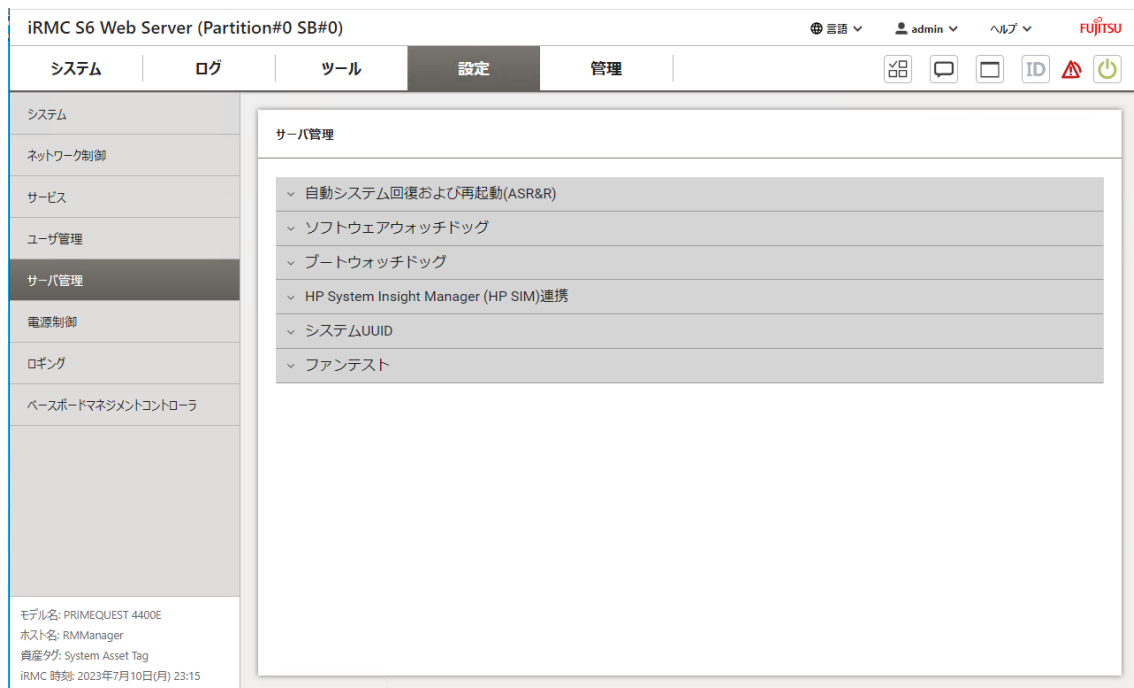 iRMC S6 Web Server (Partition#0 SB#0)
言語
admin
ヘルプ
FUJITSU
システム
ログ
ツール
設定
管理
ID
システム
ネットワーク制御
サービス
ユーザ管理
サーバ管理
電源制御
ロギング
ベースボードマネジメントコントローラ
サーバ管理
自動システム回復および再起動(ASR&R)
ソフトウェアウォッチドッグ
ブートウォッチドッグ
HP System Insight Manager (HP SIM)連携
システムUUID
ファンテスト
モデル名: PRIMEQUEST 4400E
ホスト名: RMManager
資産タグ: System Asset Tag
iRMC 時刻: 2023年7月10日(月) 23:15